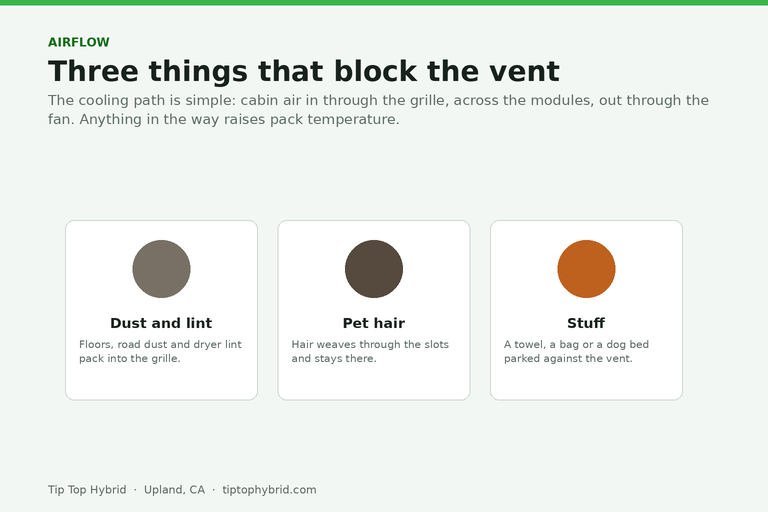 AIRFLOW
Three things that block the vent
The cooling path is simple: cabin air in through the grille, across the modules, out through the
fan. Anything in the way raises pack temperature.
Dust and lint
Floors, road dust and dryer lint
pack into the grille.
Pet hair
Hair weaves through the slots
and stays there.
Stuff
A towel, a bag or a dog bed
parked against the vent.
Tip Top Hybrid · Upland, CA · tiptophybrid.com